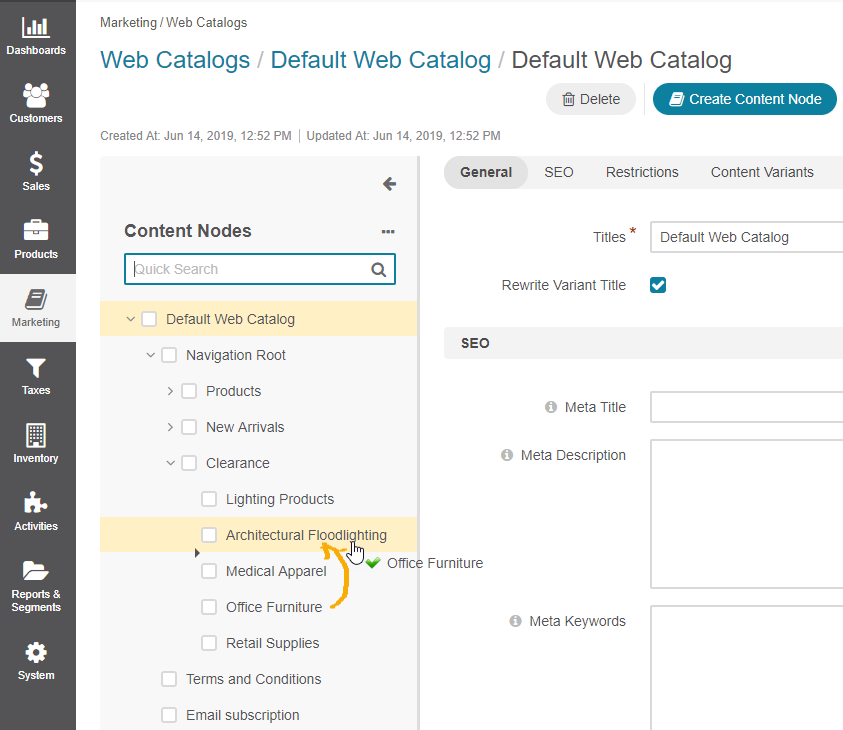 Dashboards
Customers
Sales
Products
Marketing
Taxes
Inventory
Activities
Reports &
Segments
System
Marketing / Web Catalogs
Web Catalogs / Default Web Catalog / Default Web Catalog
Delete
Create Content Node
Created At: Jun 14, 2019, 12:52 PM | Updated At: Jun 14, 2019, 12:52 PM
Content Nodes
...
Quick Search
Default Web Catalog
Navigation Root
Products
New Arrivals
Clearance
Lighting Products
Architectural Floodlighting
Office Furniture
Medical Apparel
Office Furniture
Retail Supplies
Terms and Conditions
Email subscription
General SEO Restrictions Content Variants
Titles * Default Web Catalog
Rewrite Variant Title
SEO
Meta Title
Meta Description
Meta Keywords